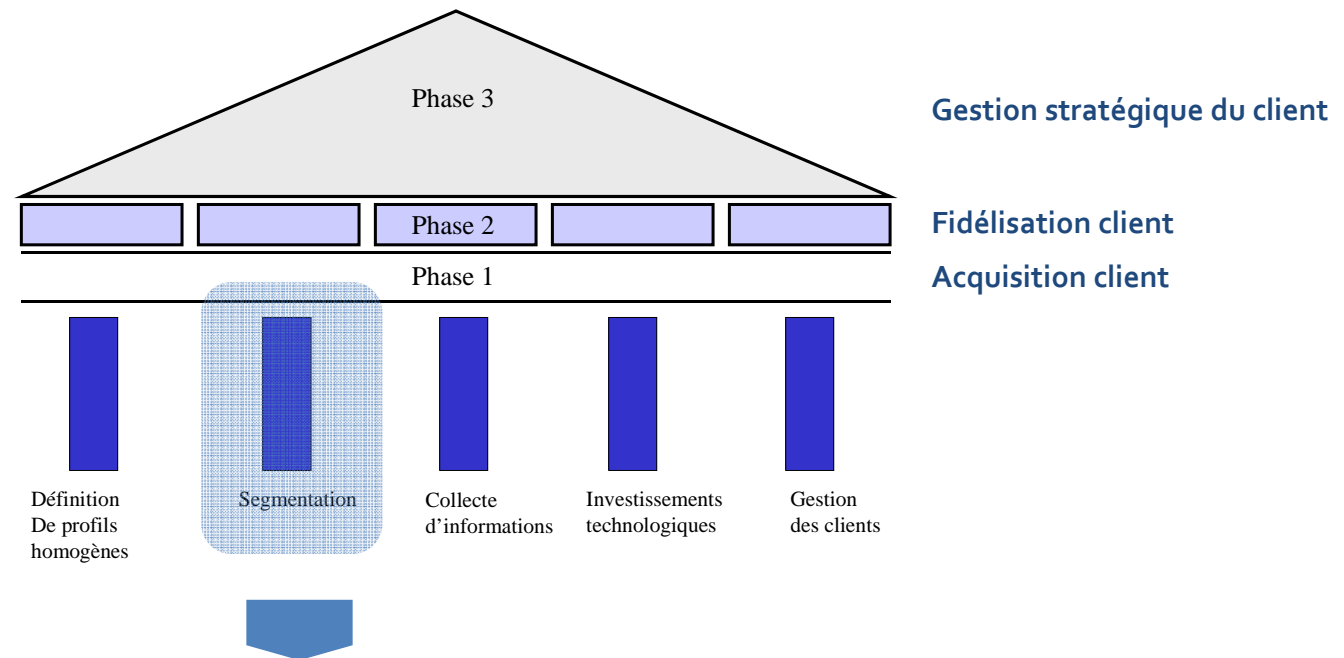 Phase 3
Gestion stratégique du client
Phase 2
Fidélisation client
Phase 1
Acquisition client
Définition
De profils
homogènes
Segmentation
Collecte
d’informations
Investissements
technologiques
Gestion
des clients